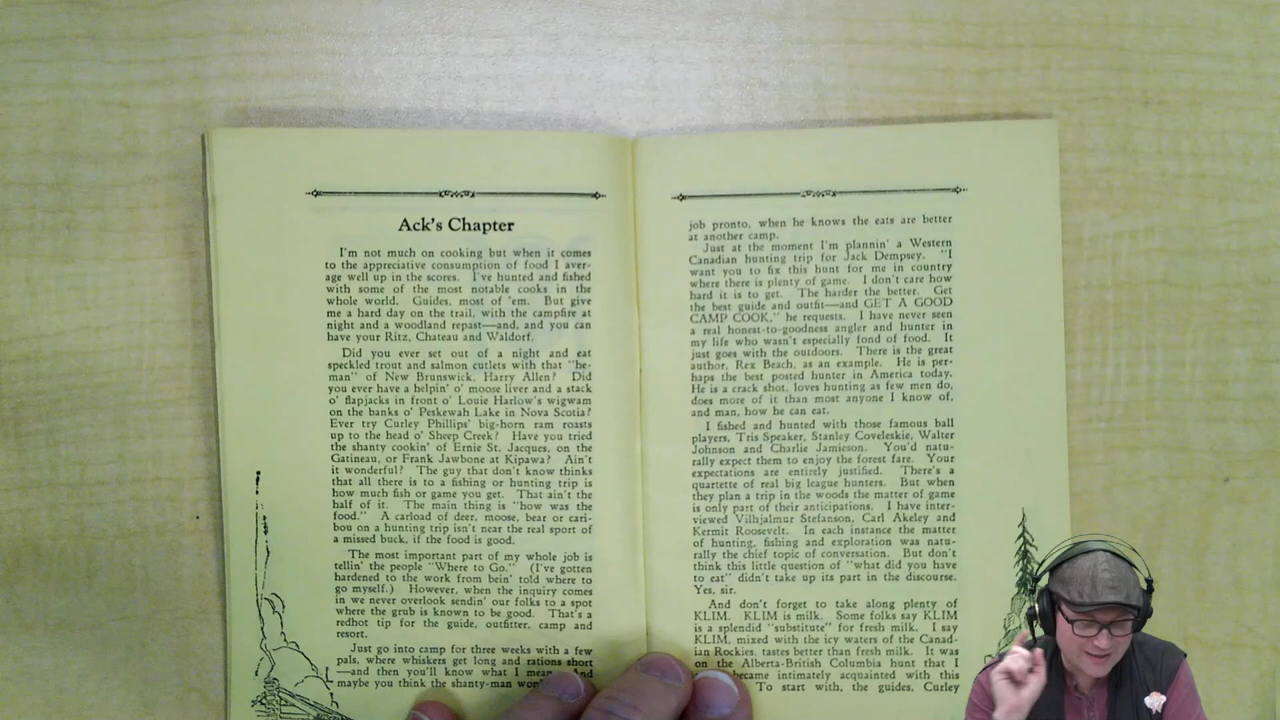 Ack's Chapter
I'm not much on cooking but when it comes
to the appreciative consumption of food I aver-
age well up in the scores. I've hunted and fished
with some of the most notable cooks in the
whole world. Guides, most of 'em. But give
me a hard day on the trail, with the campfire at
night and a woodland repast—and, and you can
have your Ritz, Chateau and Waldorf.
Did you ever set out of a night and eat
speckled trout and salmon cutlets with that "he-
man" of New Brunswick, Harry Allen? Did
you ever have a helpin' o' moose liver and a stack
o' flapjacks in front o' Louie Harlow's wigwam
on the banks o' Peskewah Lake in Nova Scotia?
Ever try Curley Phillips' big-horn ram roasts
up to the head o' Sheep Creek? Have you tried
the shanty cookin' of Ernie St. Jacques, on the
Gatineau, or Frank Jawbone at Kipawa? Ain't
it wonderful? The guy that don't know thinks
that all there is to a fishing or hunting trip is
how much fish or game you get. That ain't the
half of it. The main thing is "how was the
food." A carload of deer, moose, bear or cari-
bou on a hunting trip isn't near the real sport of
a missed buck, if the food is good.
The most important part of my whole job is
tellin' the people "Where to Go." (I've gotten
hardened to the work from bein' told where to
go myself.) However, when the inquiry comes
in we never overlook sendin' our folks to a spot
where the grub is known to be good. That's a
redhot tip for the guide, outfitter, camp and
resort.
Just go into camp for three weeks with a few
pals, where whiskers get long and rations short
—and then you'll know what I mean. And
maybe you think the shanty-man
job pronto, when he knows the eats are better
at another camp.
Just at the moment I'm plannin' a Western
Canadian hunting trip for Jack Dempsey. "I
want you to fix this hunt for me in country
where there is plenty of game. I don't care how
hard it is to get. The harder the better. Get
the best guide and outfit—and GET A GOOD
CAMP COOK," he requests. I have never seen
a real honest-to-goodness angler and hunter in
my life who wasn't especially fond of food. It
just goes with the outdoors. There is the great
author, Rex Beach, as an example. He is per-
haps the best posted hunter in America today.
He is a crack shot, loves hunting as few men do,
does more of it than most anyone I know of,
and man, how he can eat.
I fished and hunted with those famous ball
players, Tris Speaker, Stanley Coveleskie, Walter
Johnson and Charlie Jamieson. You'd natu-
rally expect them to enjoy the forest fare. Your
expectations are entirely justified. There's a
quartette of real big league hunters. But when
they plan a trip in the woods the matter of game
is only part of their anticipations. I have inter-
viewed Vilhjalmur Stefanson, Carl Akeley and
Kermit Roosevelt. In each instance the matter
of hunting, fishing and exploration was natu-
rally the chief topic of conversation. But don't
think this little question of "what did you have
to eat" didn't take up its part in the discourse.
Yes, sir.
And don't forget to take along plenty of
KLIM. KLIM is milk. Some folks say KLIM
is a splendid "substitute" for fresh milk. I say
KLIM, mixed with the icy waters of the Canad-
ian Rockies, tastes better than fresh milk. It was
on the Alberta-British Columbia hunt that I
became intimately acquainted with this
To start with, the guides, Curley